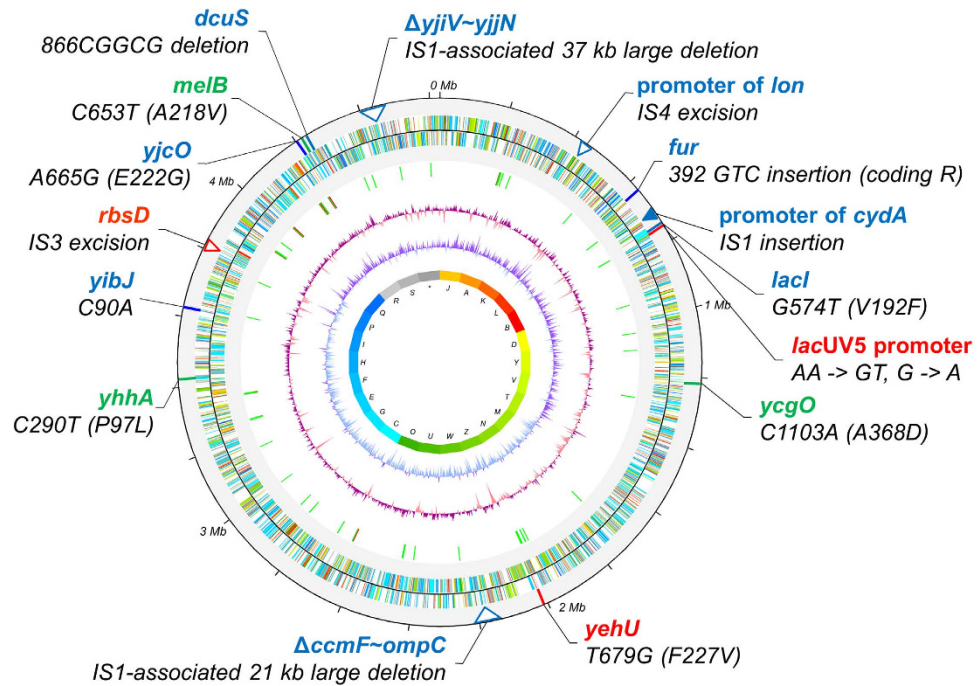 dcuS
866CGGCG deletion
ΔyjiV~yjjN
IS1-associated 37 kb large deletion
melB
C653T (A218V)
0 Mb
promoter of lon
IS4 excision
yjcO
A665G (E222G)
4 Mb
fur
392 GTC insertion (coding R)
rbsD
IS3 excision
promoter of cydA
IS1 insertion
yibJ
C90A
lacI
G574T (V192F)
1 Mb
lacUV5 promoter
AA -> GT, G -> A
yhhA
C290T (P97L)
ycgO
C1103A (A368D)
* J A K L B D Y V T M N Z W U O C G E F H I P Q R S
3 Mb
2 Mb
ΔccmF~ompC
IS1-associated 21 kb large deletion
yehU
T679G (F227V)